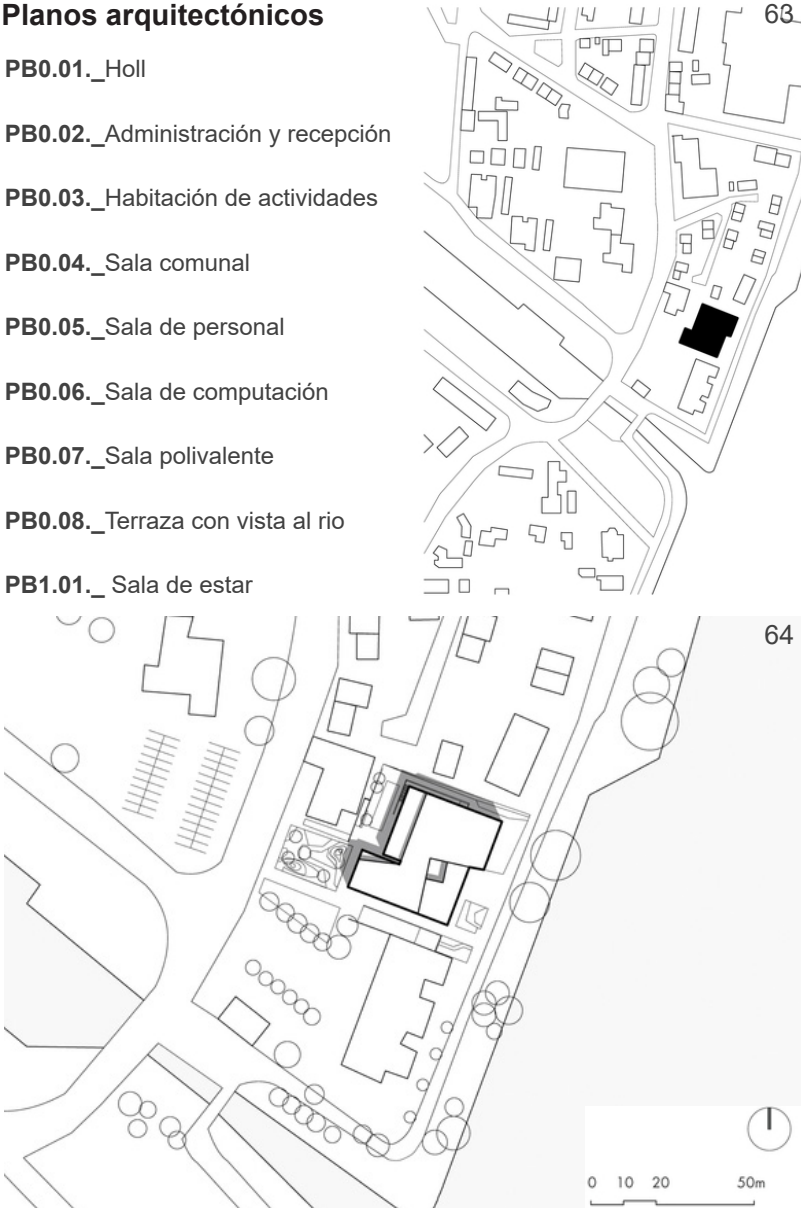 Planos arquitectónicos
63
PB0.01._Holl
PB0.02._Administración y recepción
PB0.03._Habitación de actividades
PB0.04._Sala comunal
PB0.05._Sala de personal
PB0.06._Sala de computación
PB0.07._Sala polivalente
PB0.08._Terraza con vista al rio
PB1.01._ Sala de estar
64
0 10 20 50m